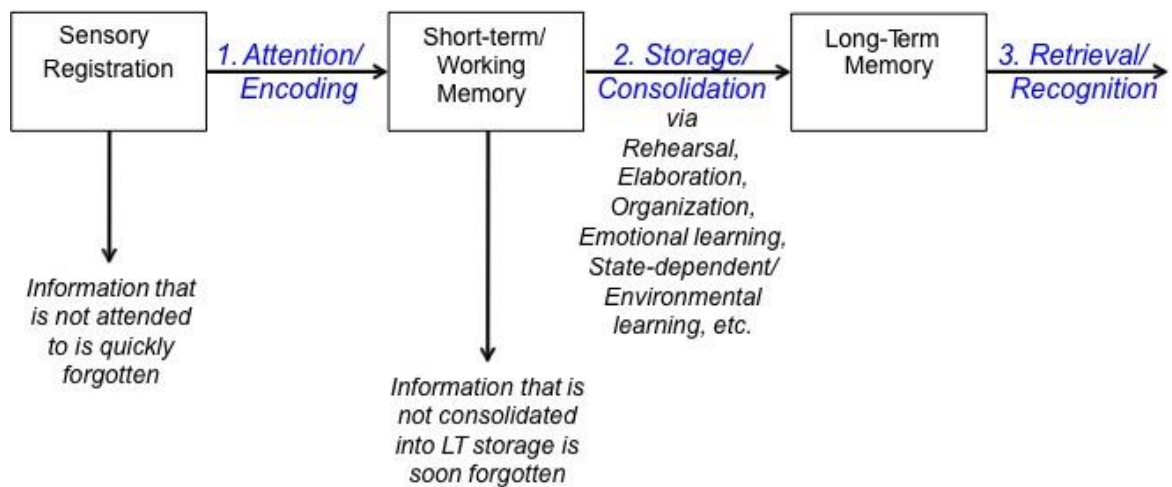 Sensory
Registration
1. Attention/
Encoding
Short-term/
Working
Memory
2. Storage/
Consolidation
via
Rehearsal,
Elaboration,
Organization,
Emotional learning,
State-dependent/
Environmental
learning, etc.
Long-Term
Memory
3. Retrieval/
Recognition
Information that
is not attended
to is quickly
forgotten
Information that is
not consolidated
into LT storage is
soon forgotten